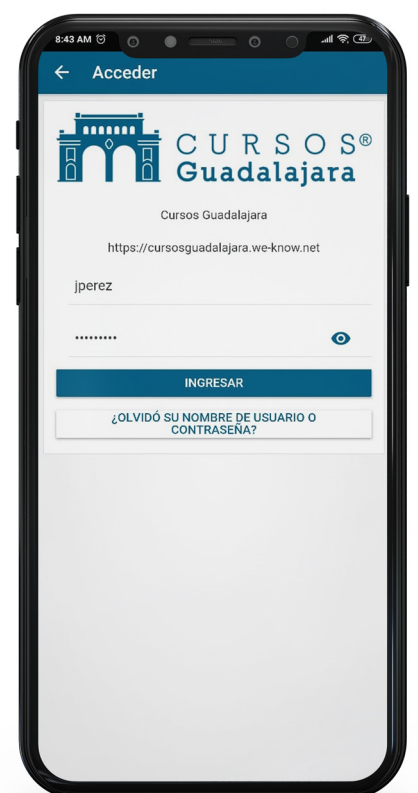 8:43 AM
47
Acceder
CURSOS®
Guadalajara
Cursos Guadalajara
https://cursosguadalajara.we-know.net
jperez
•••••••••
INGRESAR
¿OLVIDÓ SU NOMBRE DE USUARIO O
CONTRASEÑA?